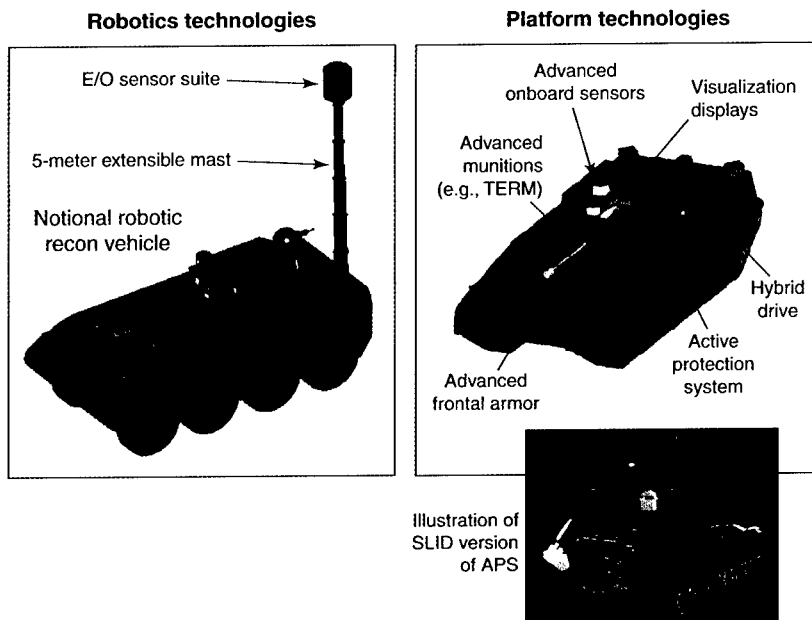 Robotics technologies
E/O sensor suite
5-meter extensible mast
Notional robotic
recon vehicle
Platform technologies
Advanced
onboard sensors
Visualization
displays
Advanced
munitions
(e.g., TERM)
Hybrid
drive
Active
protection
system
Advanced
frontal armor
Illustration of
SLID version
of APS